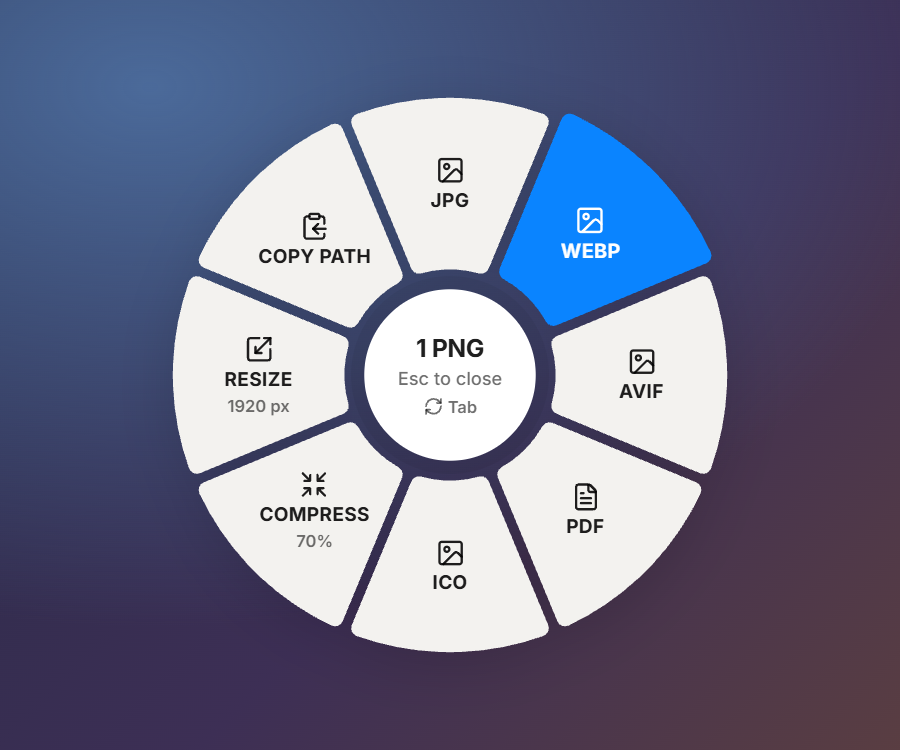 JPG
WEBP
COPY PATH
1 PNG
Esc to close
Tab
RESIZE
1920 px
AVIF
COMPRESS
70%
PDF
ICO